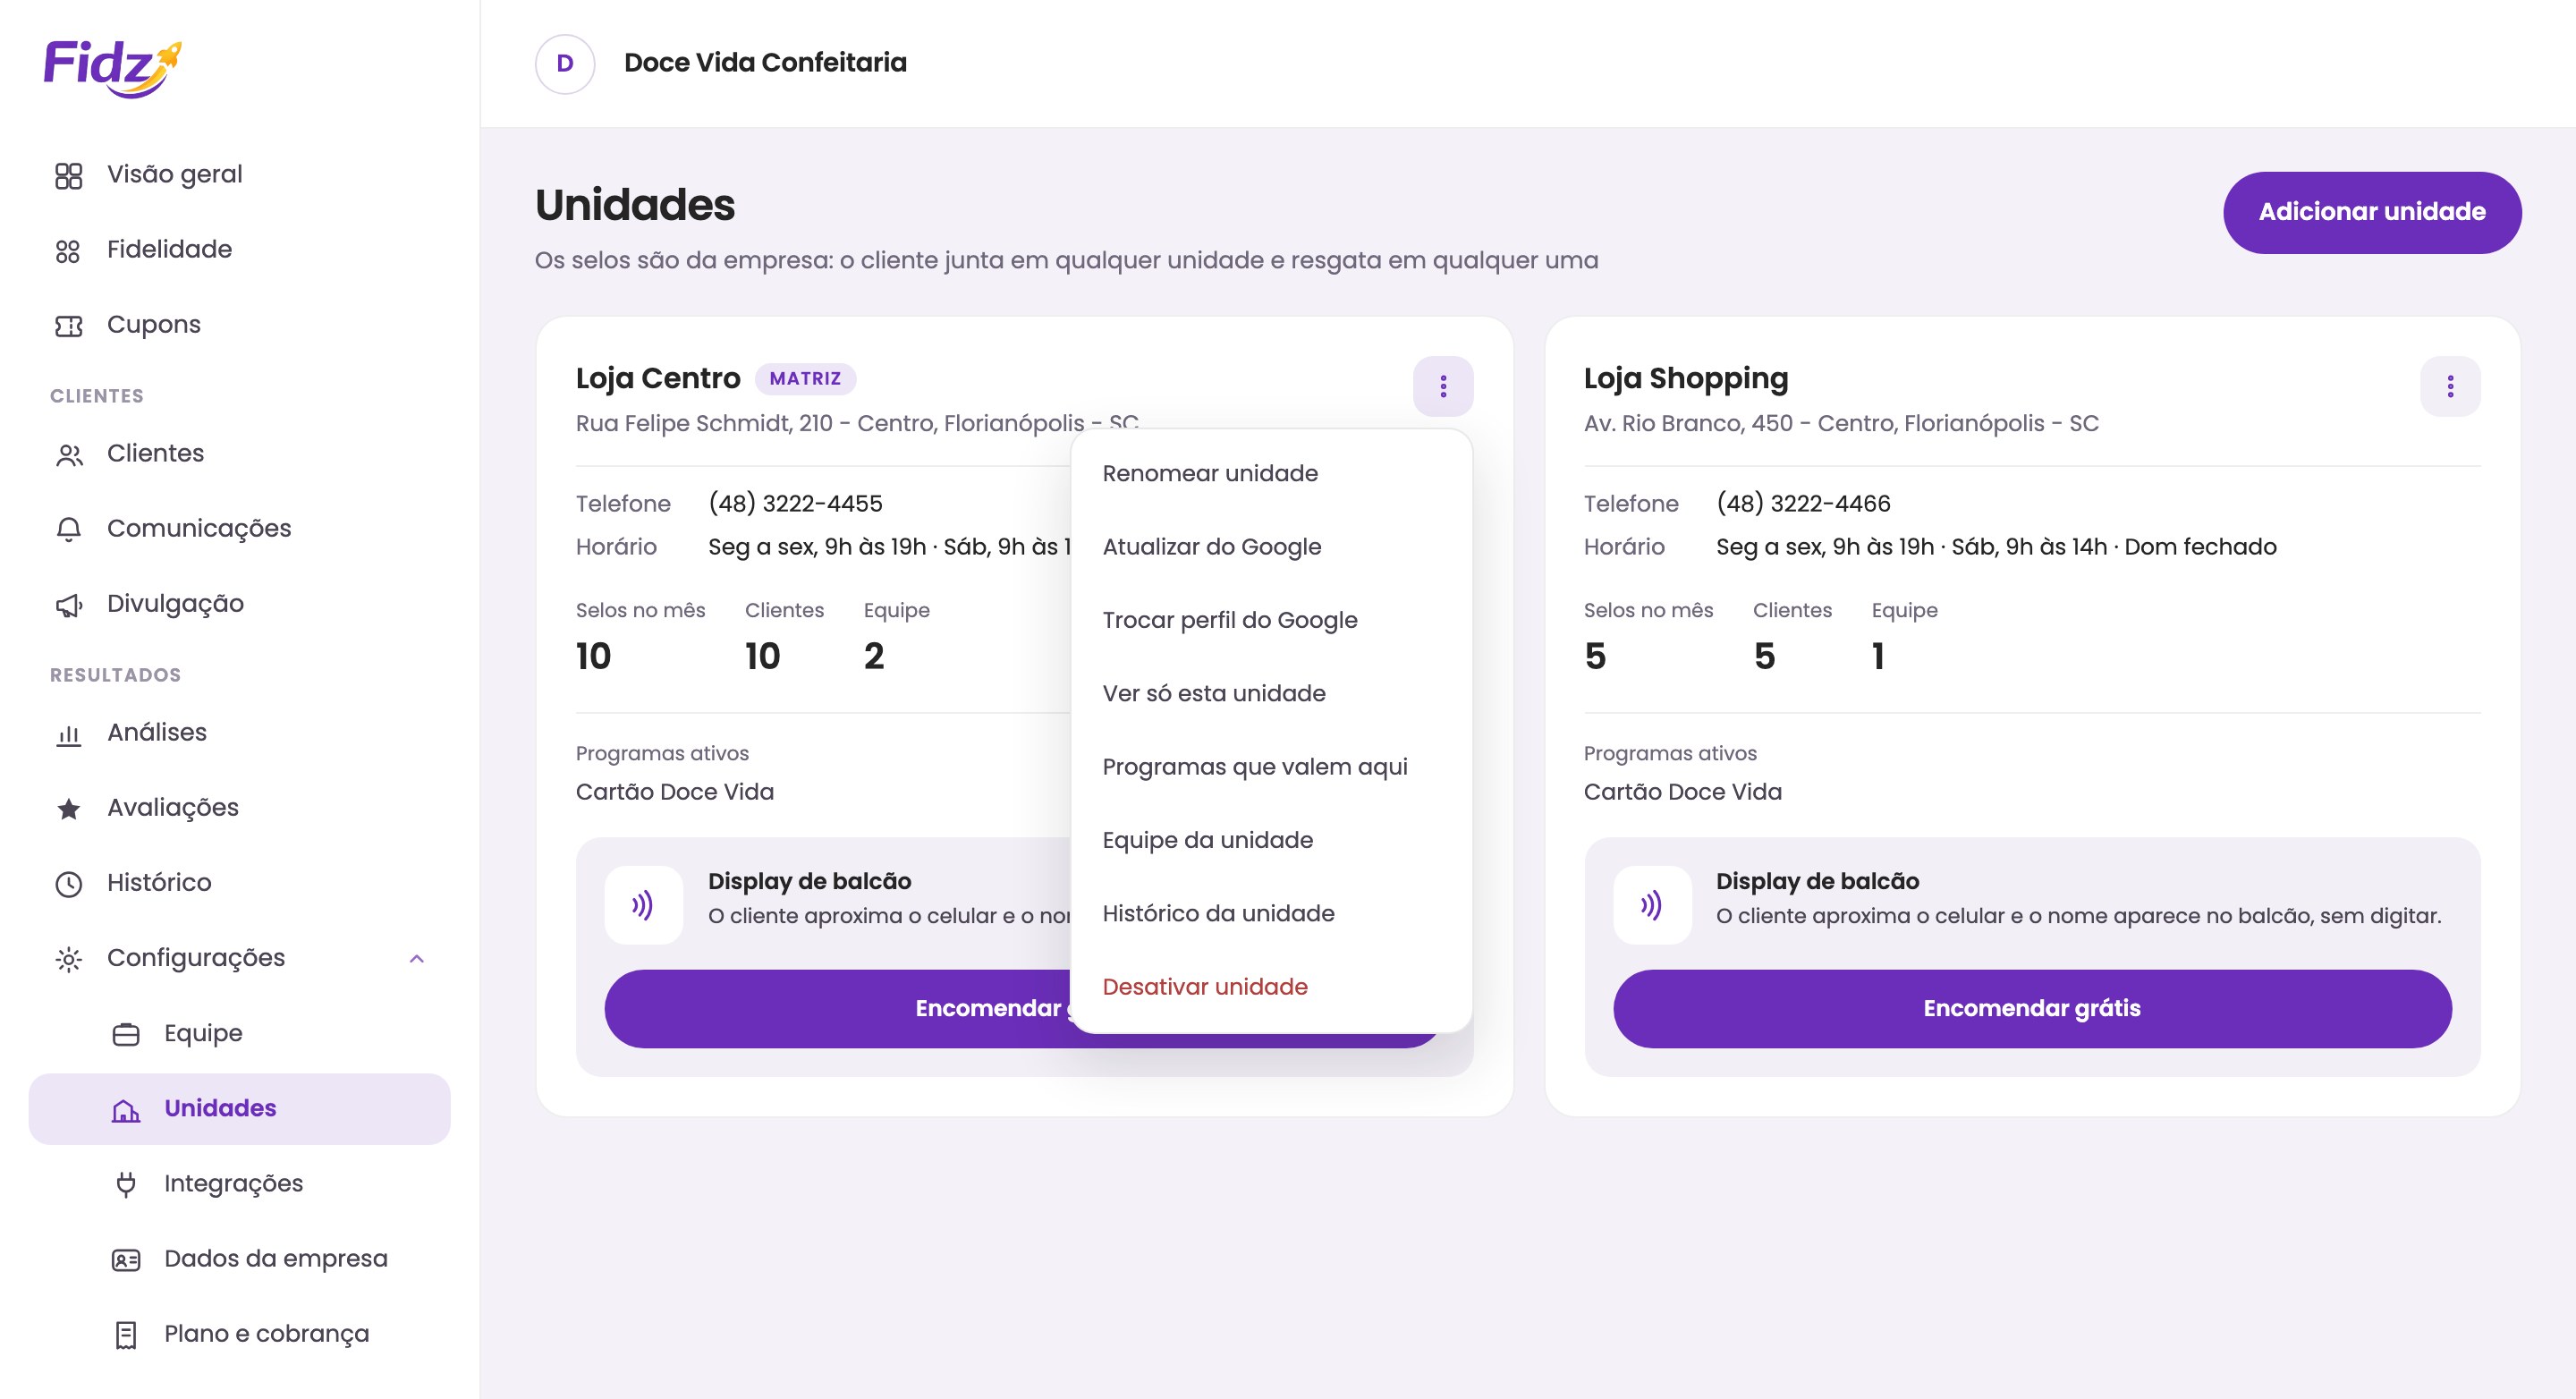 Fidz
Visão geral
Fidelidade
Cupons
CLIENTES
Clientes
Comunicações
Divulgação
RESULTADOS
Análises
Avaliações
Histórico
Configurações
Equipe
Unidades
Integrações
Dados da empresa
Plano e cobrança
D Doce Vida Confeitaria
Unidades
Os selos são da empresa: o cliente junta em qualquer unidade e resgata em qualquer uma
Adicionar unidade
Loja Centro MATRIZ
Rua Felipe Schmidt, 210 - Centro, Florianópolis - SC
Telefone (48) 3222-4455
Horário Seg a sex, 9h às 19h · Sáb, 9h às
Selos no mês Clientes Equipe
10 10 2
Programas ativos
Cartão Doce Vida
Display de balcão
O cliente aproxima o celular e o
Encomendar
Renomear unidade
Atualizar do Google
Trocar perfil do Google
Ver só esta unidade
Programas que valem aqui
Equipe da unidade
Histórico da unidade
Desativar unidade
Loja Shopping
Av. Rio Branco, 450 - Centro, Florianópolis - SC
Telefone (48) 3222-4466
Horário Seg a sex, 9h às 19h · Sáb, 9h às 14h · Dom fechado
Selos no mês Clientes Equipe
5 5 1
Programas ativos
Cartão Doce Vida
Display de balcão
O cliente aproxima o celular e o nome aparece no balcão, sem digitar.
Encomendar grátis